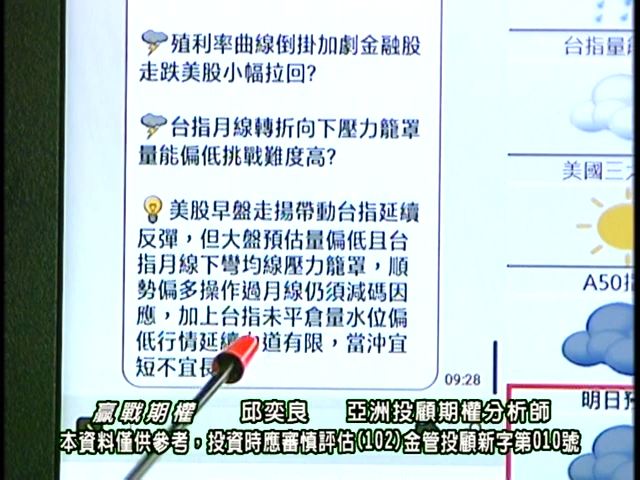 殖利率曲線倒掛加劇金融股
走跌美股小幅拉回?
台指月線轉折向下壓力籠罩
量能偏低挑戰難度高?
美股早盤走揚帶動台指延續
反彈，但大盤預估量偏低且台
指月線下彎均線壓力籠罩，順
勢偏多操作過月線仍須減碼因
應，加上台指未平倉量水位偏
低行情延續力道有限，當沖宜
短不宜長
09:28
台指量能
美國三大
A50指
明日預
贏戰期權 邱奕良 亞洲投顧期權分析師
本資料僅供參考，投資時應審慎評估(102)金管投顧新字第010號